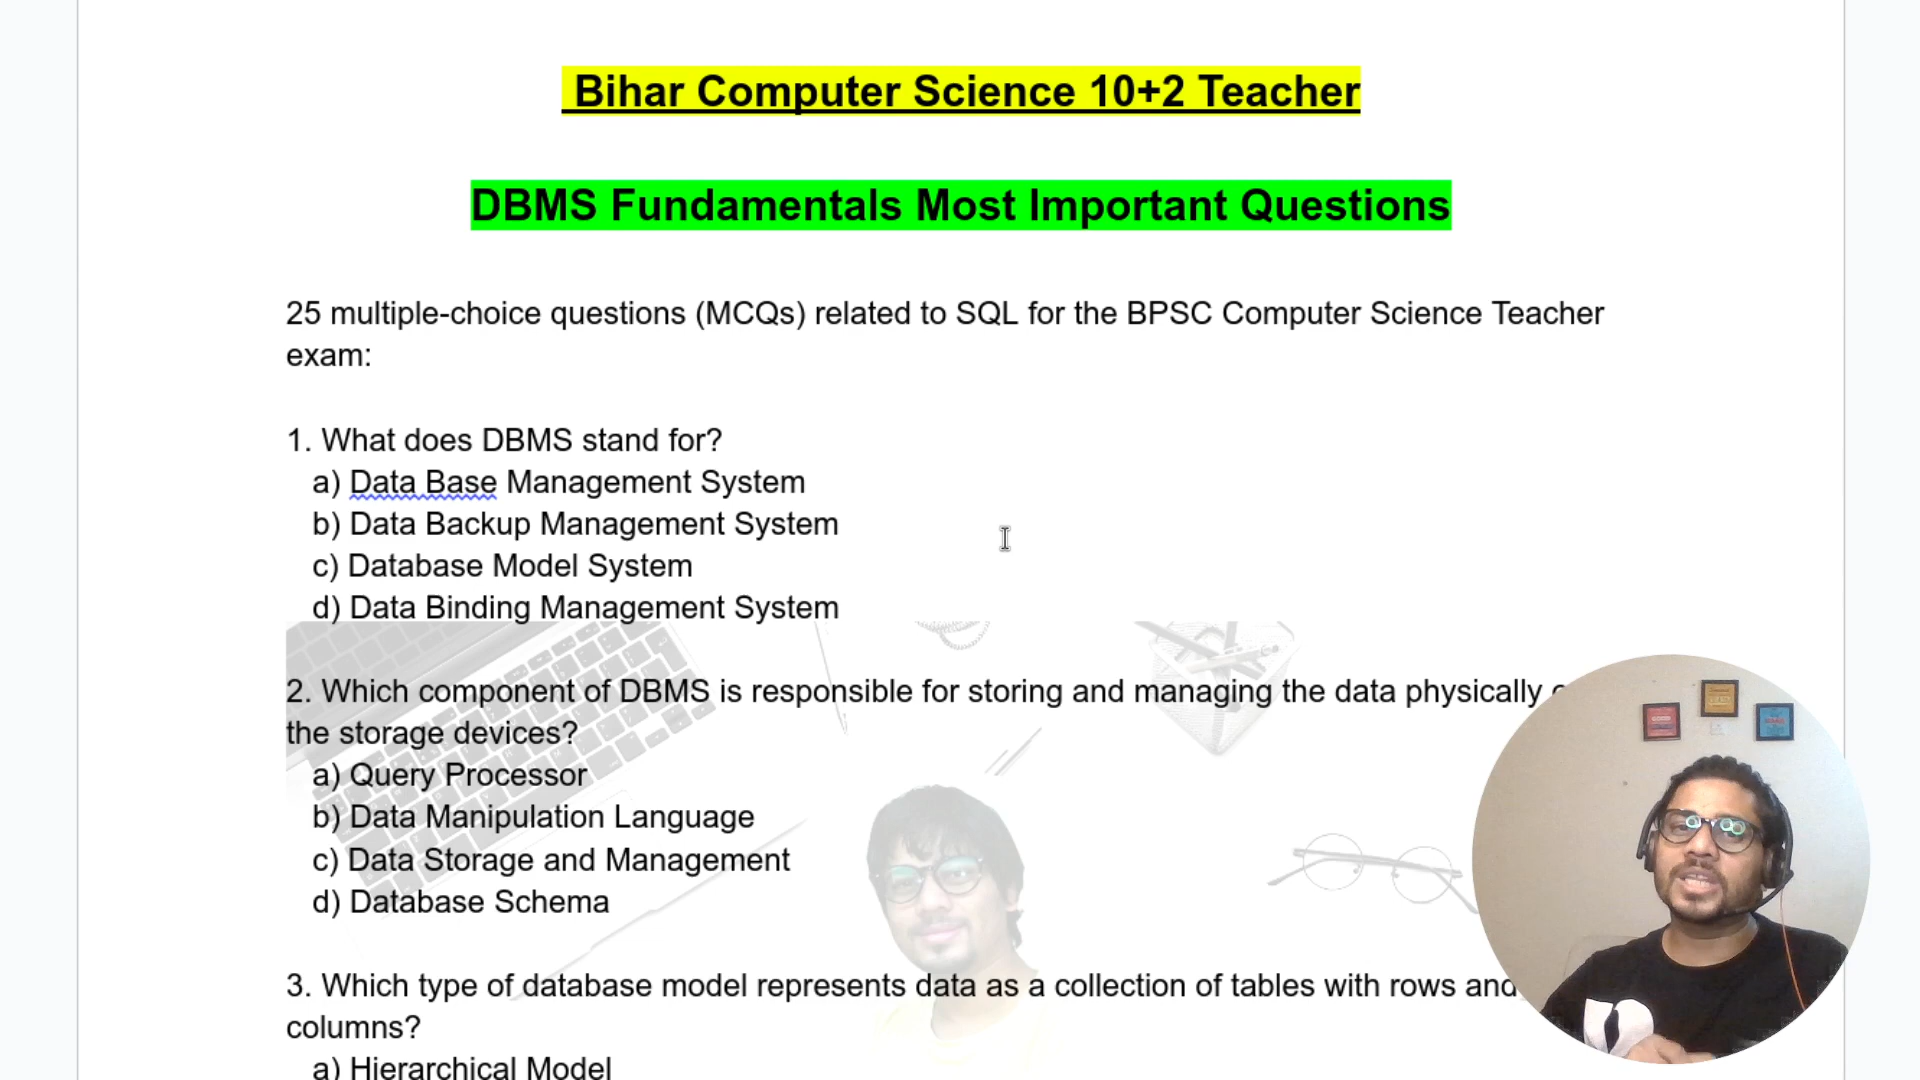 Bihar Computer Science 10+2 Teacher
DBMS Fundamentals Most Important Questions
25 multiple-choice questions (MCQs) related to SQL for the BPSC Computer Science Teacher
exam:
1. What does DBMS stand for?
a) Data Base Management System
b) Data Backup Management System
c) Database Model System
d) Data Binding Management System
2. Which component of DBMS is responsible for storing and managing the data physically
the storage devices?
a) Query Processor
b) Data Manipulation Language
c) Data Storage and Management
d) Database Schema
3. Which type of database model represents data as a collection of tables with rows and
columns?
a) Hierarchical Model